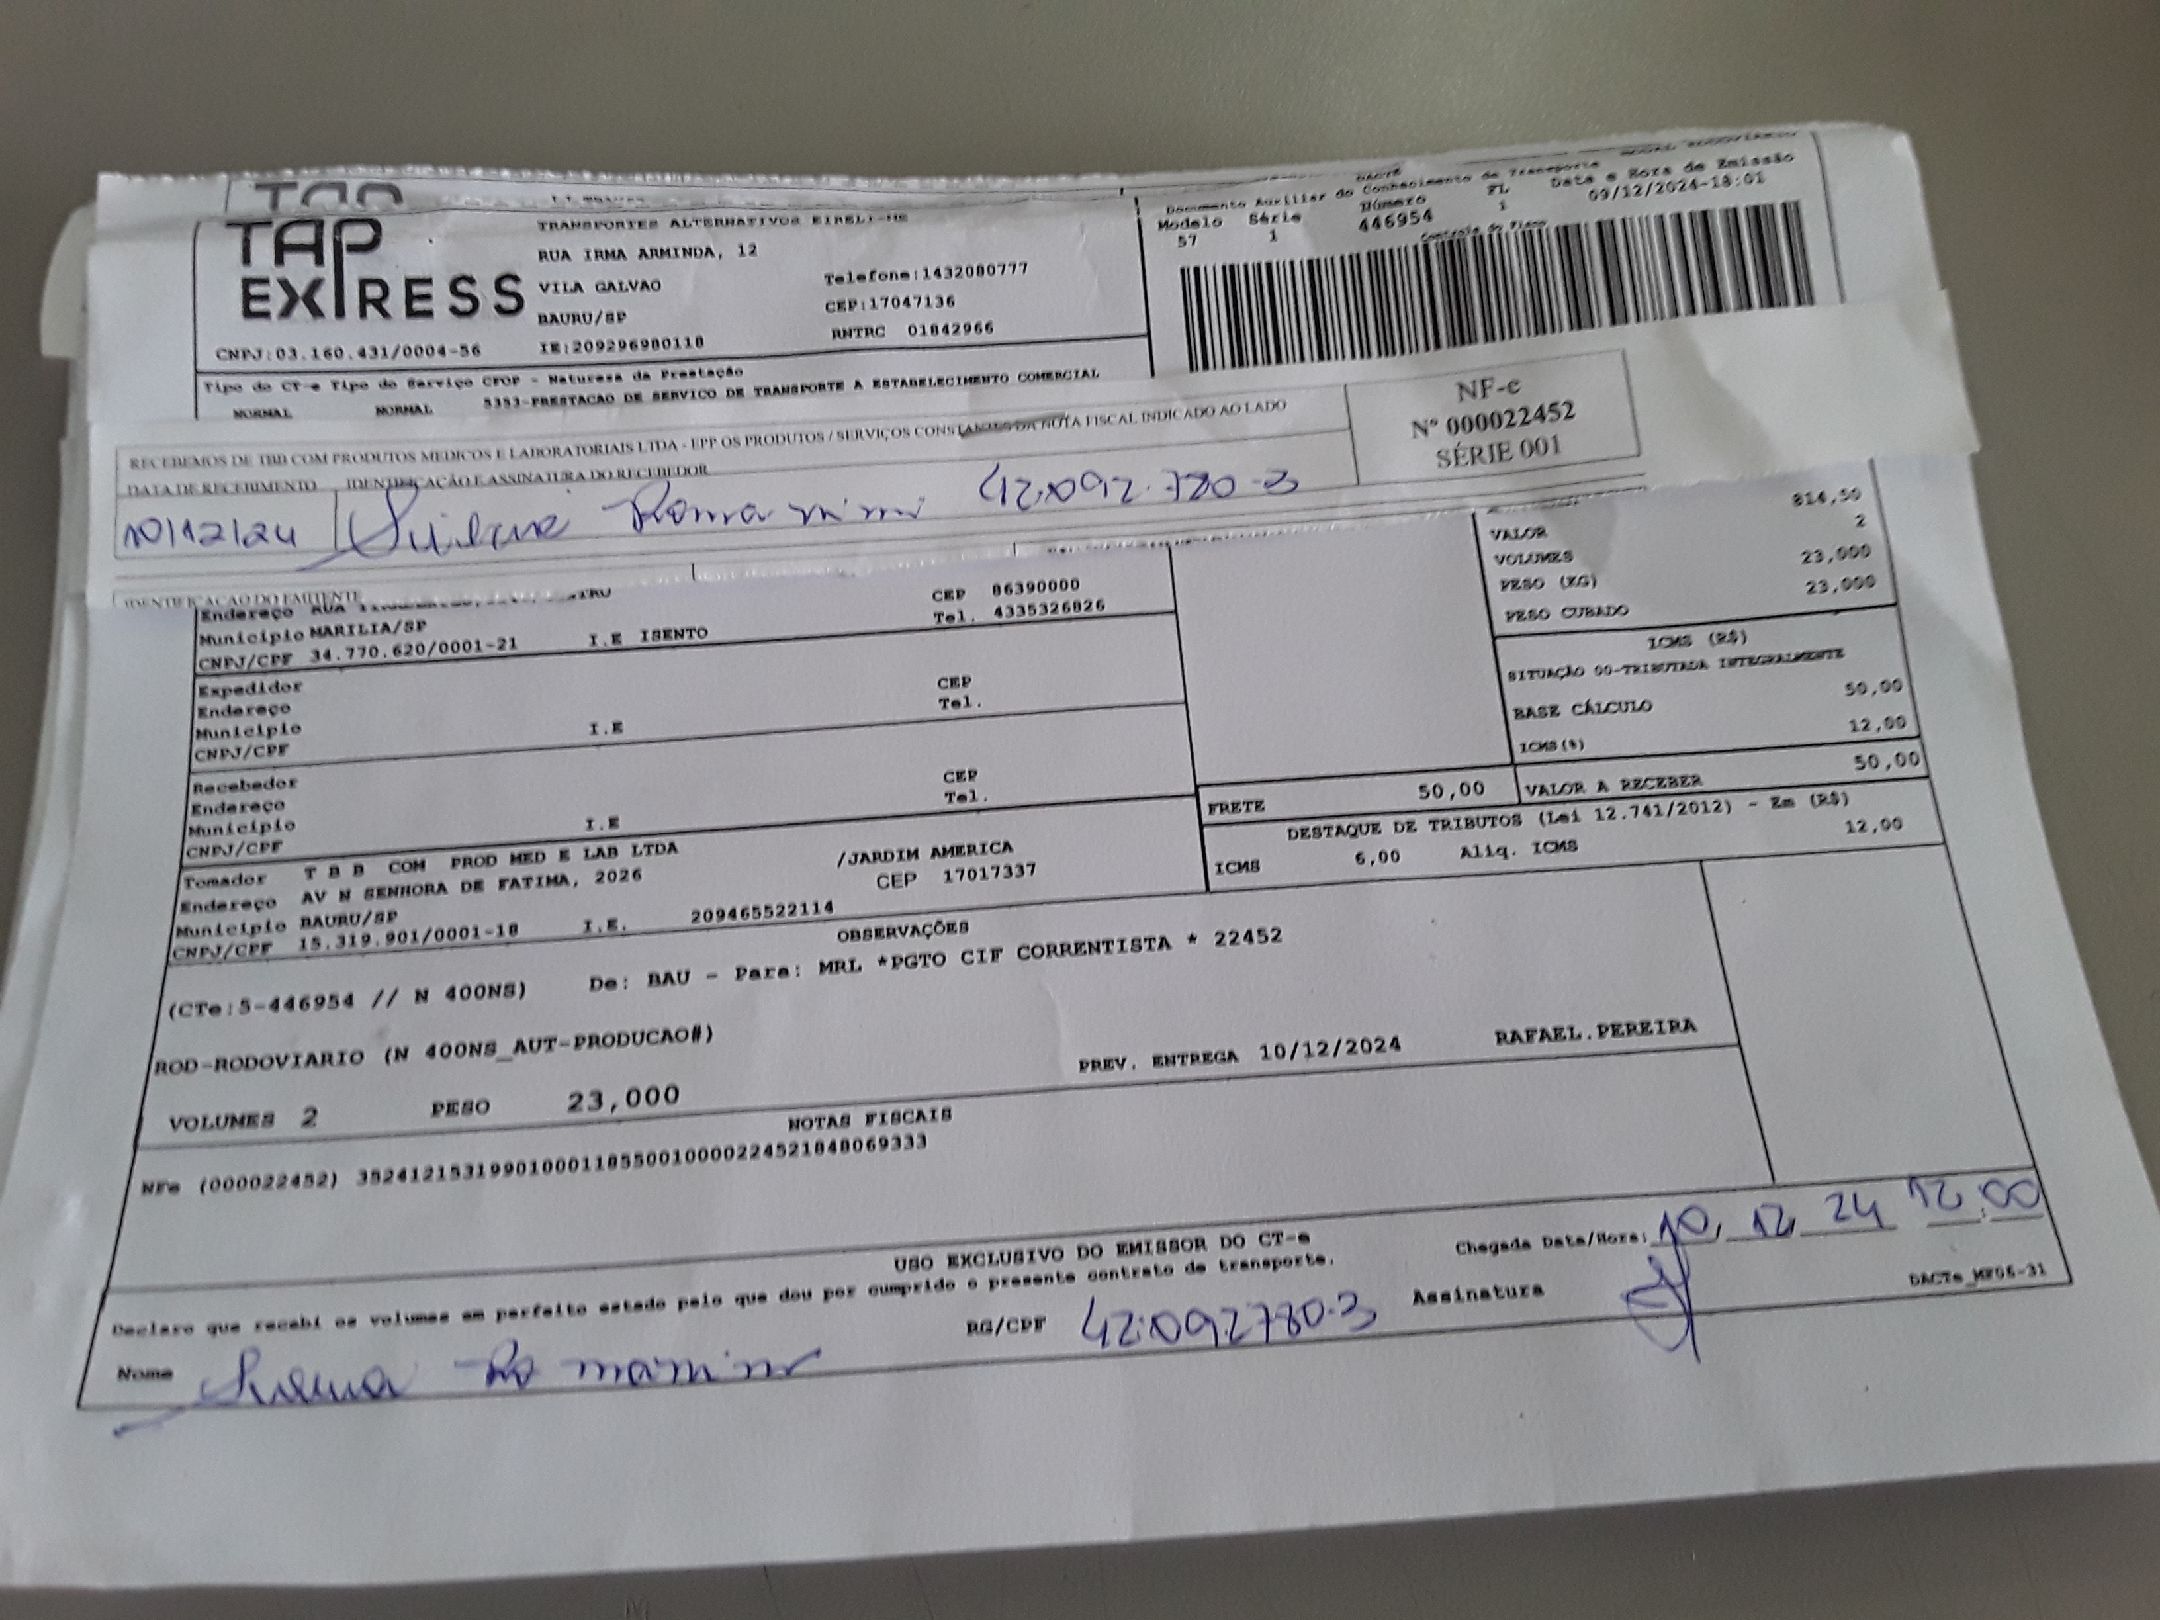 TAP
TRANSPORTES ALTERNATIVOS EIRELI-ME
TAP EXPRESS
RUA IRMA ARMINDA, 12
VILA GALVAO Telefone:1432080777
BAURU/SP CEP:17047136
CNPJ:03.160.431/0004-56 IE:209296980118 RNTRC 01842966
DACTE MODAL RODOVIÁRIO
Documento Auxiliar do Conhecimento de Transporte
Modelo Série Número FL Data e Hora de Emissão
57 1 446954 1 09/12/2024-18:01
Controle do Fisco
Tipo do CT-e Tipo do Serviço CFOP - Natureza da Prestação
NORMAL NORMAL 5353-PRESTACAO DE SERVICO DE TRANSPORTE A ESTABELECIMENTO COMERCIAL
RECEBEMOS DE TBB COM PRODUTOS MEDICOS E LABORATORIAIS LTDA - EPP OS PRODUTOS / SERVIÇOS CONSTANTES DA NOTA FISCAL INDICADO AO LADO
NF-e
Nº 000022452
SÉRIE 001
DATA DE RECEBIMENTO IDENTIFICAÇÃO E ASSINATURA DO RECEBEDOR
10/12/24 Romanini 42.092.780-3
IDENTIFICAÇÃO DO EMITENTE
Endereço RUA CEP 86390000
Município MARILIA/SP Tel. 4335326826
CNPJ/CPF 34.770.620/0001-21 I.E ISENTO
VALOR 814,50
VOLUMES 2
PESO (KG) 23,000
PESO CUBADO 23,000
ICMS (R$)
SITUAÇÃO 00-TRIBUTADA INTEGRALMENTE
BASE CÁLCULO 50,00
ICMS(%) 12,00
Expedidor CEP
Endereço Tel.
Município I.E
CNPJ/CPF
Recebedor CEP
Endereço Tel.
Município I.E
CNPJ/CPF
FRETE 50,00 VALOR A RECEBER 50,00
DESTAQUE DE TRIBUTOS (Lei 12.741/2012) - Em (R$)
ICMS 6,00 Aliq. ICMS 12,00
Tomador T B B COM PROD MED E LAB LTDA
Endereço AV N SENHORA DE FATIMA, 2026 /JARDIM AMERICA
Município BAURU/SP CEP 17017337
CNPJ/CPF 15.319.901/0001-18 I.E. 209465522114
OBSERVAÇÕES
(CTe:5-446954 // N 400NS) De: BAU - Para: MRL *PGTO CIF CORRENTISTA * 22452
ROD-RODOVIARIO (N 400NS_AUT-PRODUCAO#)
PREV. ENTREGA 10/12/2024 RAFAEL.PEREIRA
VOLUMES 2 PESO 23,000
NOTAS FISCAIS
NFe (000022452) 35241215319901000118550010000224521848069333
USO EXCLUSIVO DO EMISSOR DO CT-e
Declaro que recebi os volumes em perfeito estado pelo que dou por cumprido o presente contrato de transporte.
Chegada Data/Hora: 10, 12, 24 12:00
Nome Romanini RG/CPF 42.092.780-3 Assinatura
DACTe_MF06-31